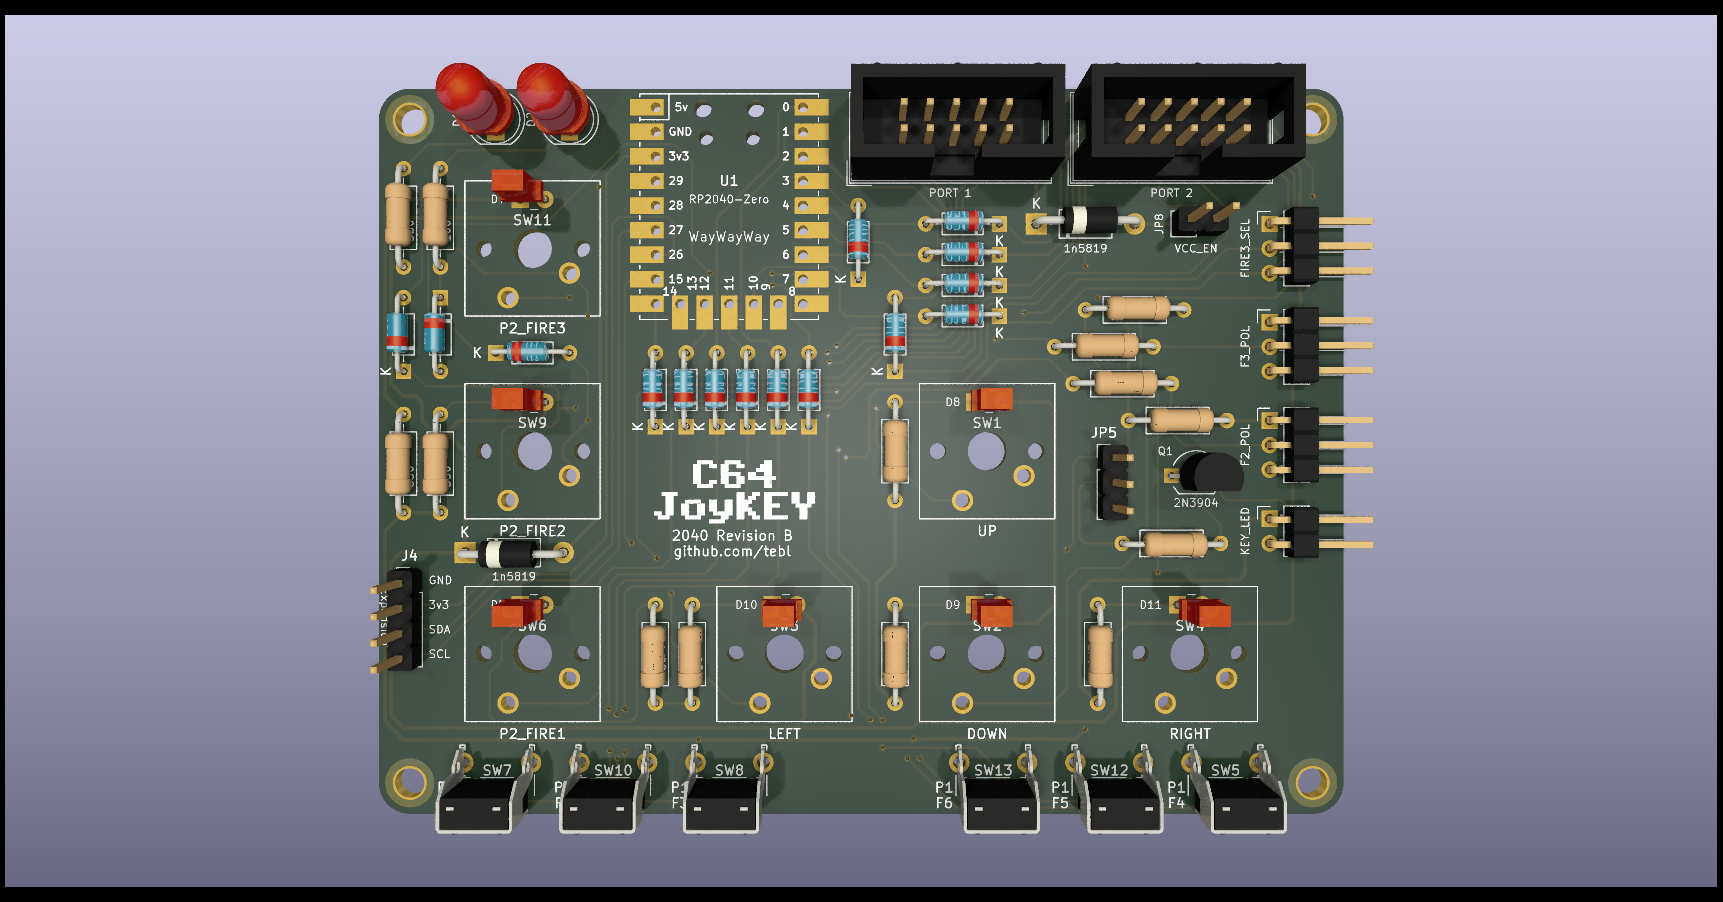 5v
0
GND
1
3v3
2
29
3
28
4
27
5
26
6
15
7
14
13
12
11
10
9
8
U1
RP2040-Zero
WayWayWay
PORT 1
PORT 2
K
1n5819
JP8
VCC_EN
FIRE3_SEL
F3_POL
F2_POL
KEY_LED
SW11
P2_FIRE3
K
K
K
K
K
K
K
K
SW9
P2_FIRE2
K
K
K
K
K
K
D8
SW1
UP
JP5
Q1
2N3904
C64
JoyKEY
2040 Revision B
github.com/tebl
K
1n5819
J4
GND
3v3
SDA
SCL
SW6
P2_FIRE1
D10
LEFT
D9
SW2
DOWN
D11
RIGHT
SW7
SW10
SW8
SW13
P1
F6
SW12
P1
F5
SW5
P1
F4